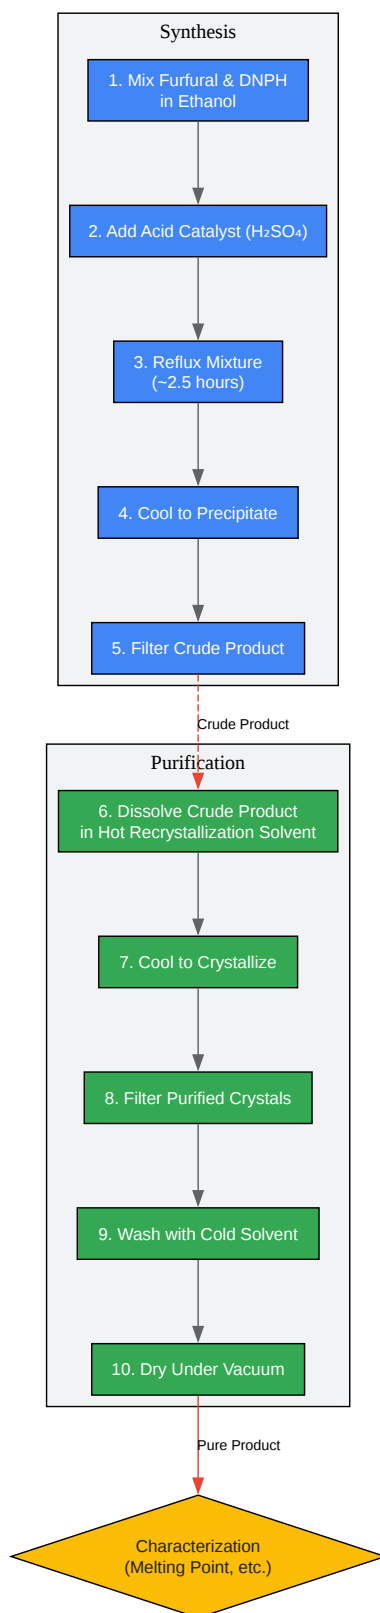 Synthesis
1. Mix Furfural & DNPH
in Ethanol
2. Add Acid Catalyst (H₂SO₄)
3. Reflux Mixture
(~2.5 hours)
4. Cool to Precipitate
5. Filter Crude Product
Crude Product
Purification
6. Dissolve Crude Product
in Hot Recrystallization Solvent
7. Cool to Crystallize
8. Filter Purified Crystals
9. Wash with Cold Solvent
10. Dry Under Vacuum
Pure Product
Characterization
(Melting Point, etc.)